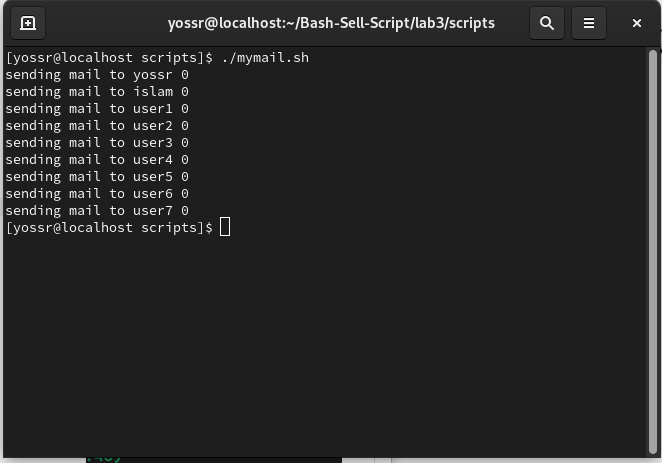 yossr@localhost:~/Bash-Sell-Script/lab3/scripts
[yossr@localhost scripts]$ ./mymail.sh
sending mail to yossr 0
sending mail to islam 0
sending mail to user1 0
sending mail to user2 0
sending mail to user3 0
sending mail to user4 0
sending mail to user5 0
sending mail to user6 0
sending mail to user7 0
[yossr@localhost scripts]$